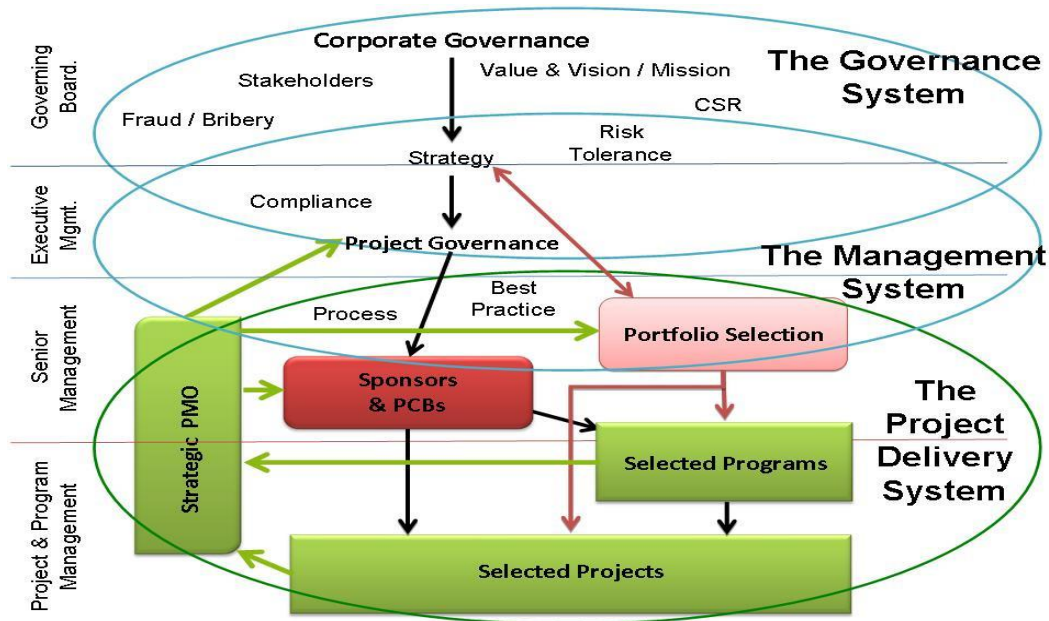 Corporate Governance
Value & Vision / Mission
Stakeholders
CSR
Fraud / Bribery
Risk
Tolerance
Strategy
The Governance
System
Governing
Board.
Compliance
Project Governance
Executive
Mgmt.
The Management
System
Process
Best
Practice
Portfolio Selection
Senior
Management
Sponsors
& PCBs
Strategic PMO
Selected Programs
The
Project
Delivery
System
Selected Projects
Project & Program
Management